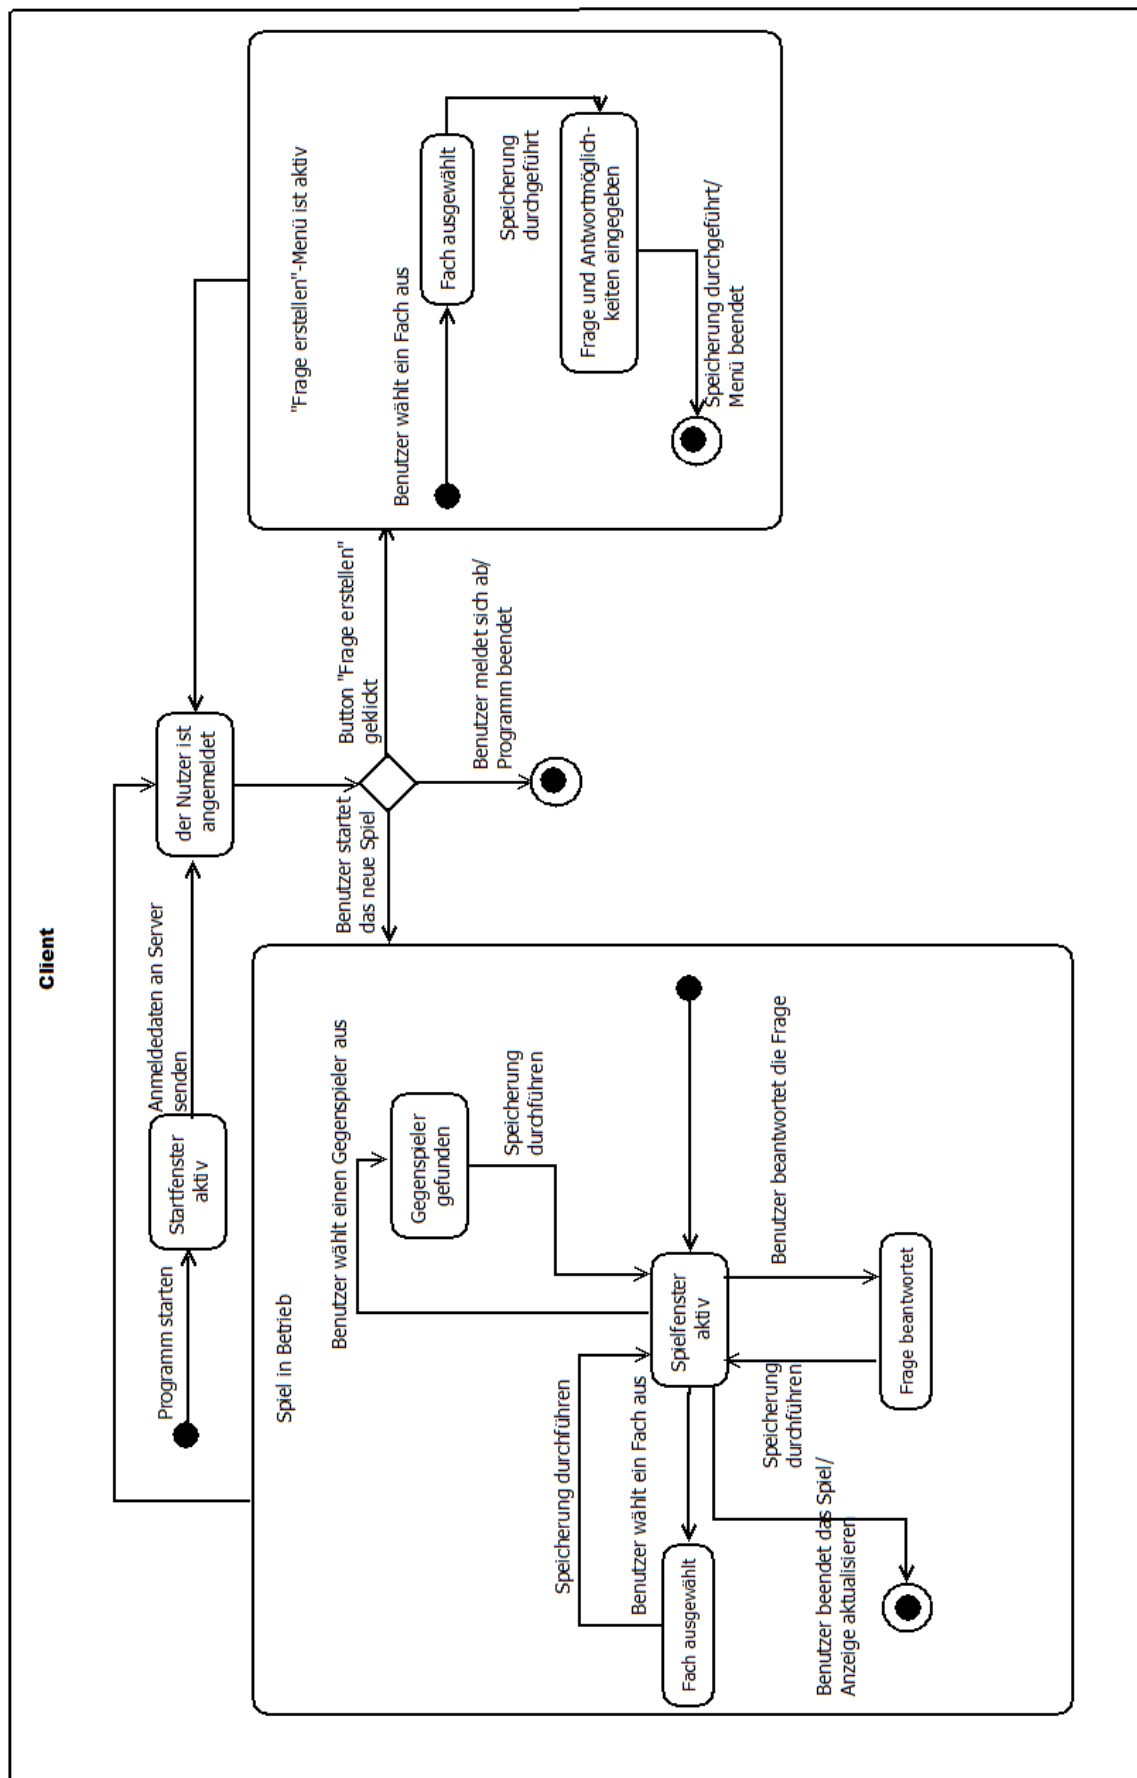 Client
Programm starten
Startfenster
aktiv
Anmeldedaten an Server
senden
der Nutzer ist
angemeldet
Benutzer startet
das neue Spiel
Button "Frage erstellen"
geklickt
Benutzer meldet sich ab/
Programm beendet
Spiel in Betrieb
Benutzer wählt einen Gegenspieler aus
Gegenspieler
gefunden
Speicherung
durchführen
Speicherung durchführen
Benutzer wählt ein Fach aus
Fach ausgewählt
Spielfenster
aktiv
Benutzer beantwortet die Frage
Speicherung
durchführen
Frage beantwortet
Benutzer beendet das Spiel/
Anzeige aktualisieren
"Frage erstellen"-Menü ist aktiv
Benutzer wählt ein Fach aus
Fach ausgewählt
Speicherung
durchgeführt
Frage und Antwortmöglich-
keiten eingegeben
Speicherung durchgeführt/
Menü beendet